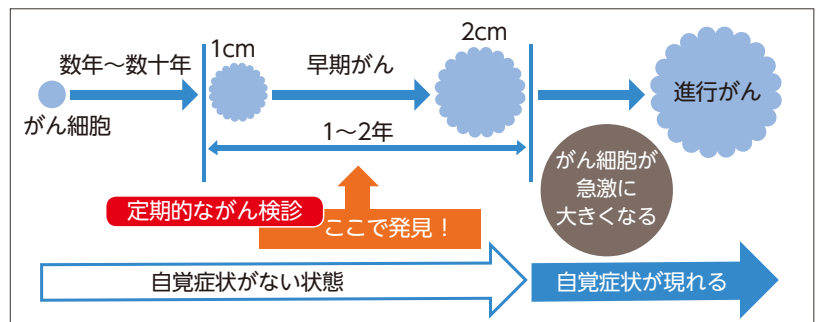 数年〜数十年
1cm
早期がん
2cm
がん細胞
進行がん
1〜2年
がん細胞が
急激に
大きくなる
定期的ながん検診
ここで発見！
自覚症状がない状態
自覚症状が現れる